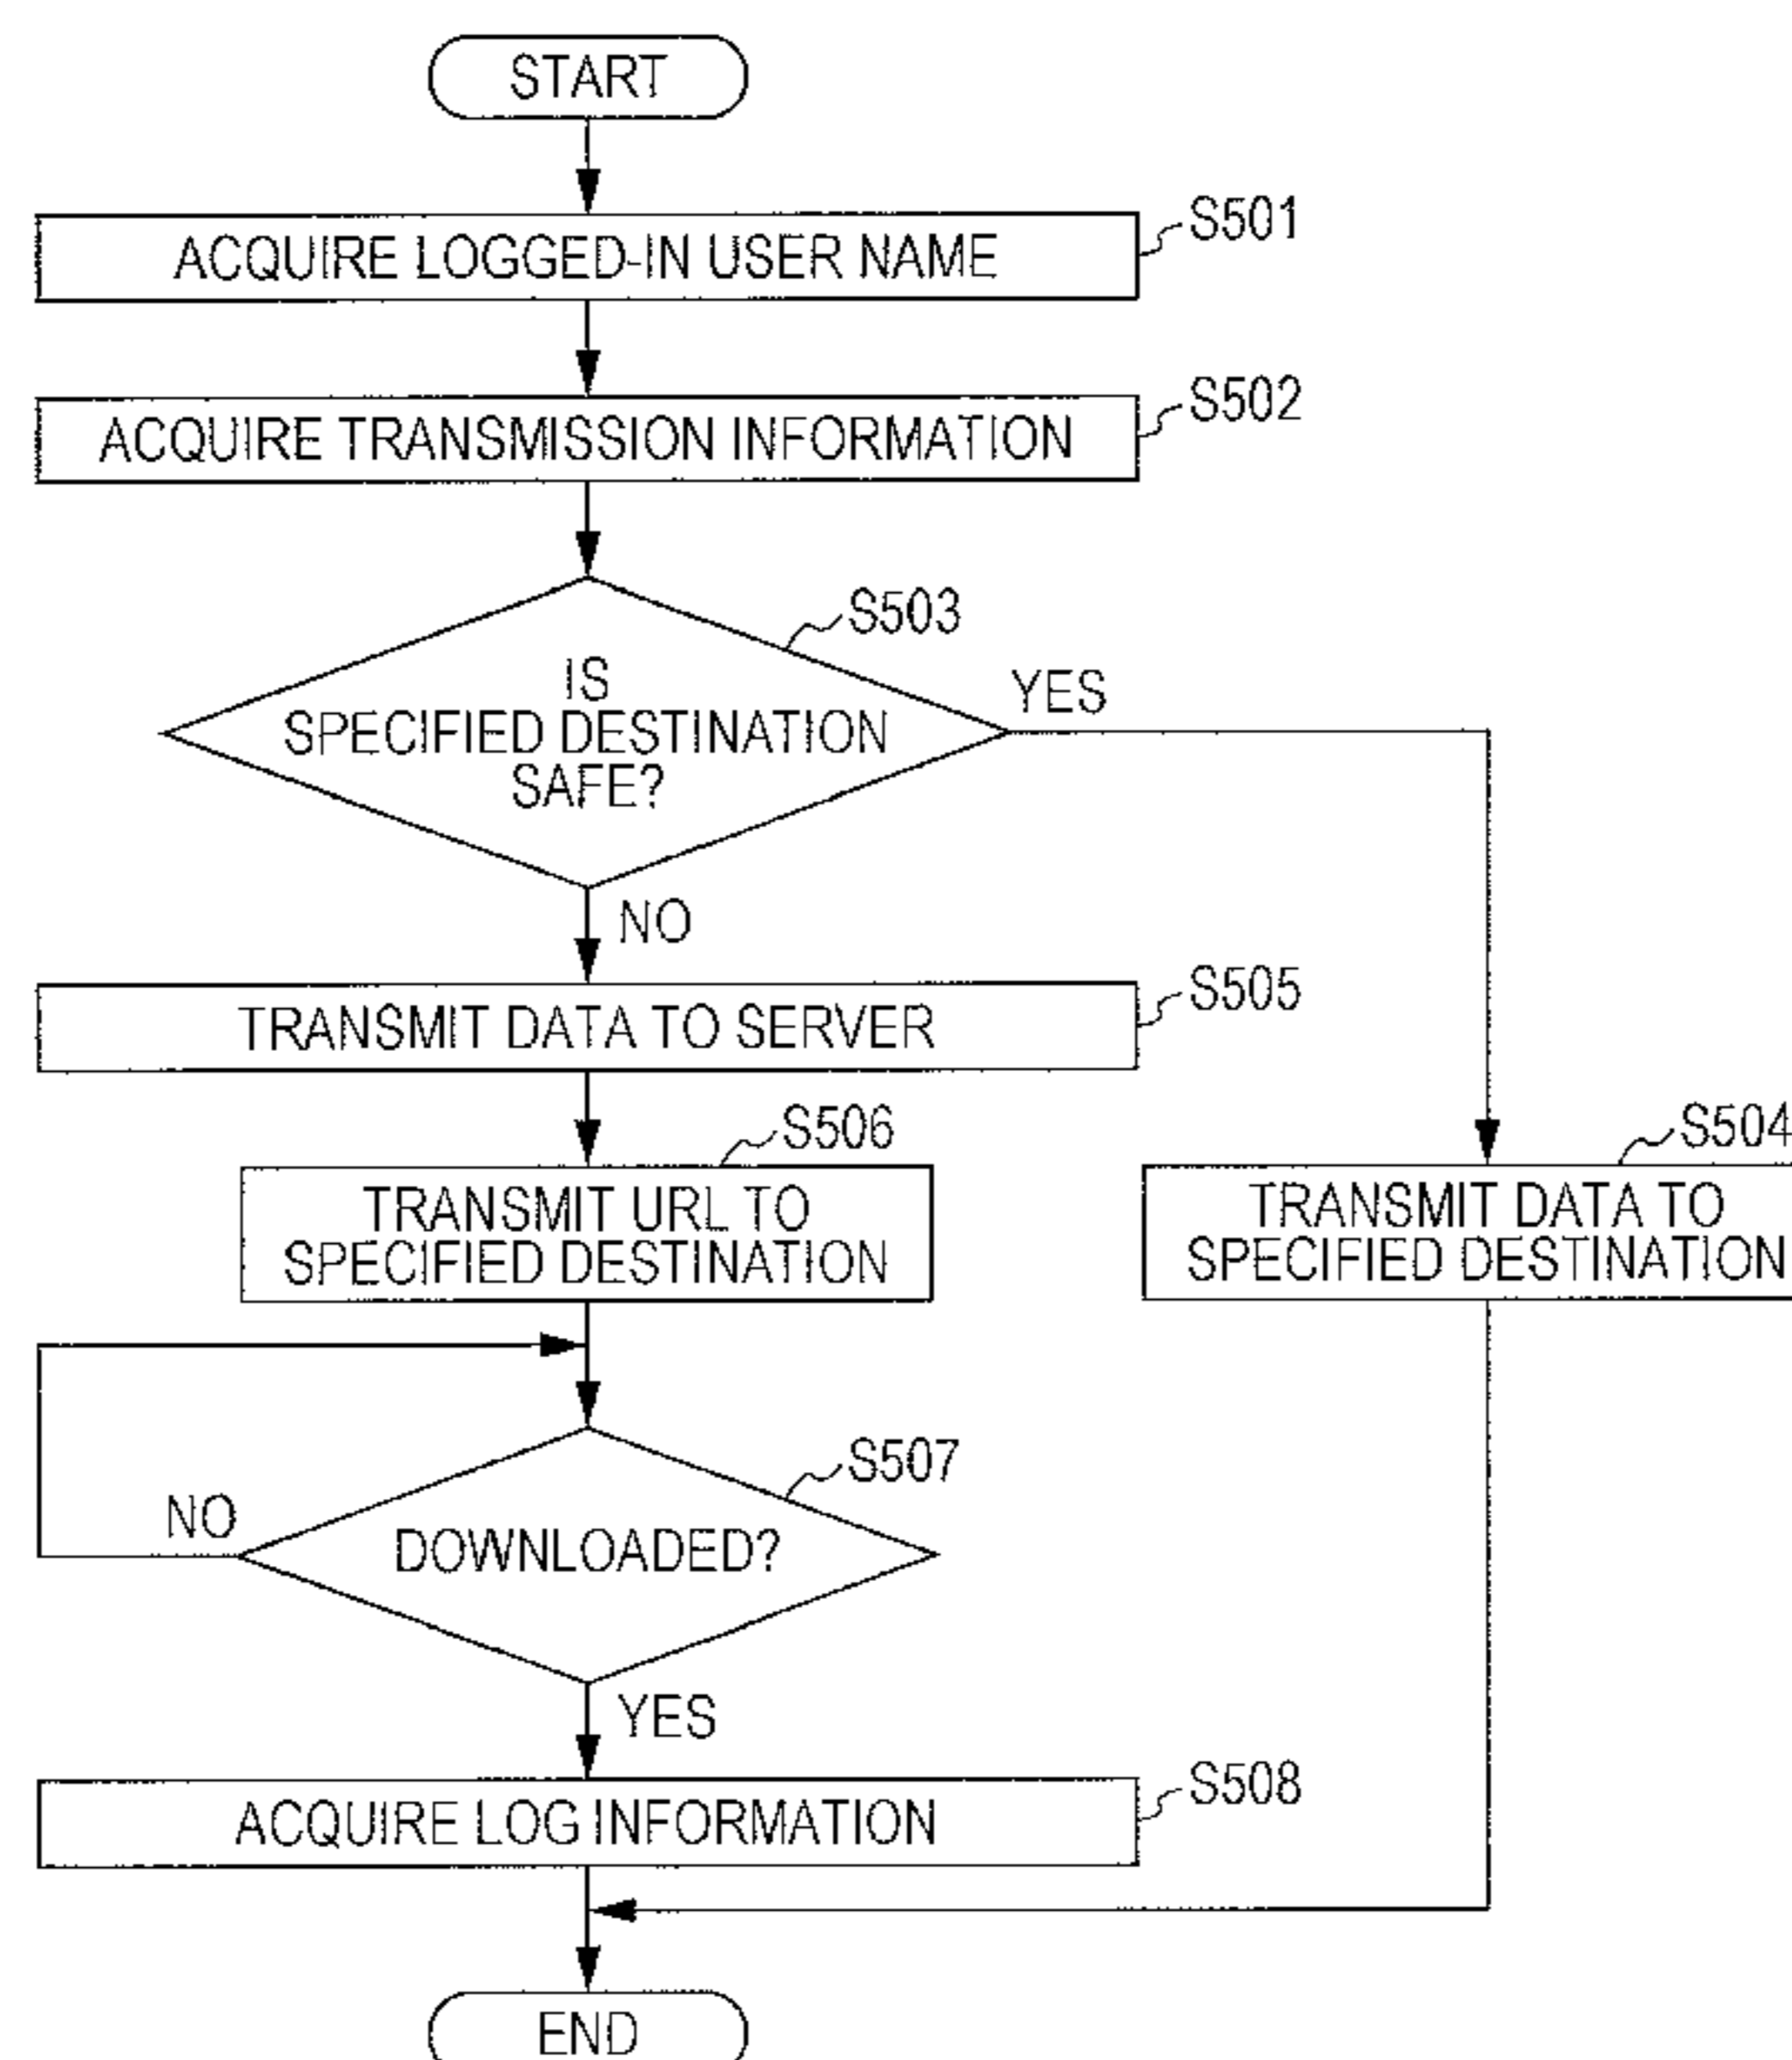 START
S501
ACQUIRE LOGGED-IN USER NAME
S502
ACQUIRE TRANSMISSION INFORMATION
S503
IS
SPECIFIED DESTINATION
SAFE?
YES
NO
S505
TRANSMIT DATA TO SERVER
S506
TRANSMIT URL TO
SPECIFIED DESTINATION
S504
TRANSMIT DATA TO
SPECIFIED DESTINATION
S507
NO
DOWNLOADED?
YES
S508
ACQUIRE LOG INFORMATION
END